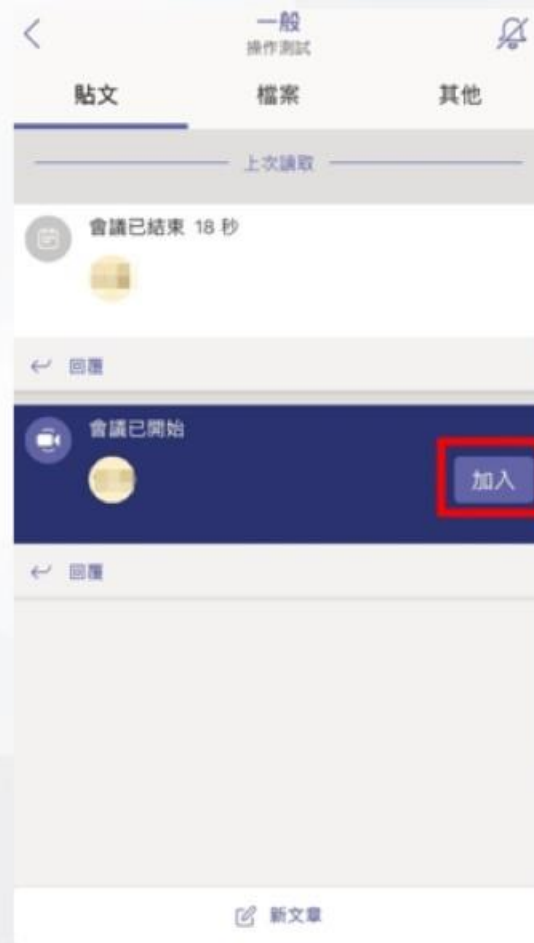 一般
操作測試
貼文
檔案
其他
上次讀取
會議已結束 18 秒
回覆
會議已開始
加入
回覆
新文章